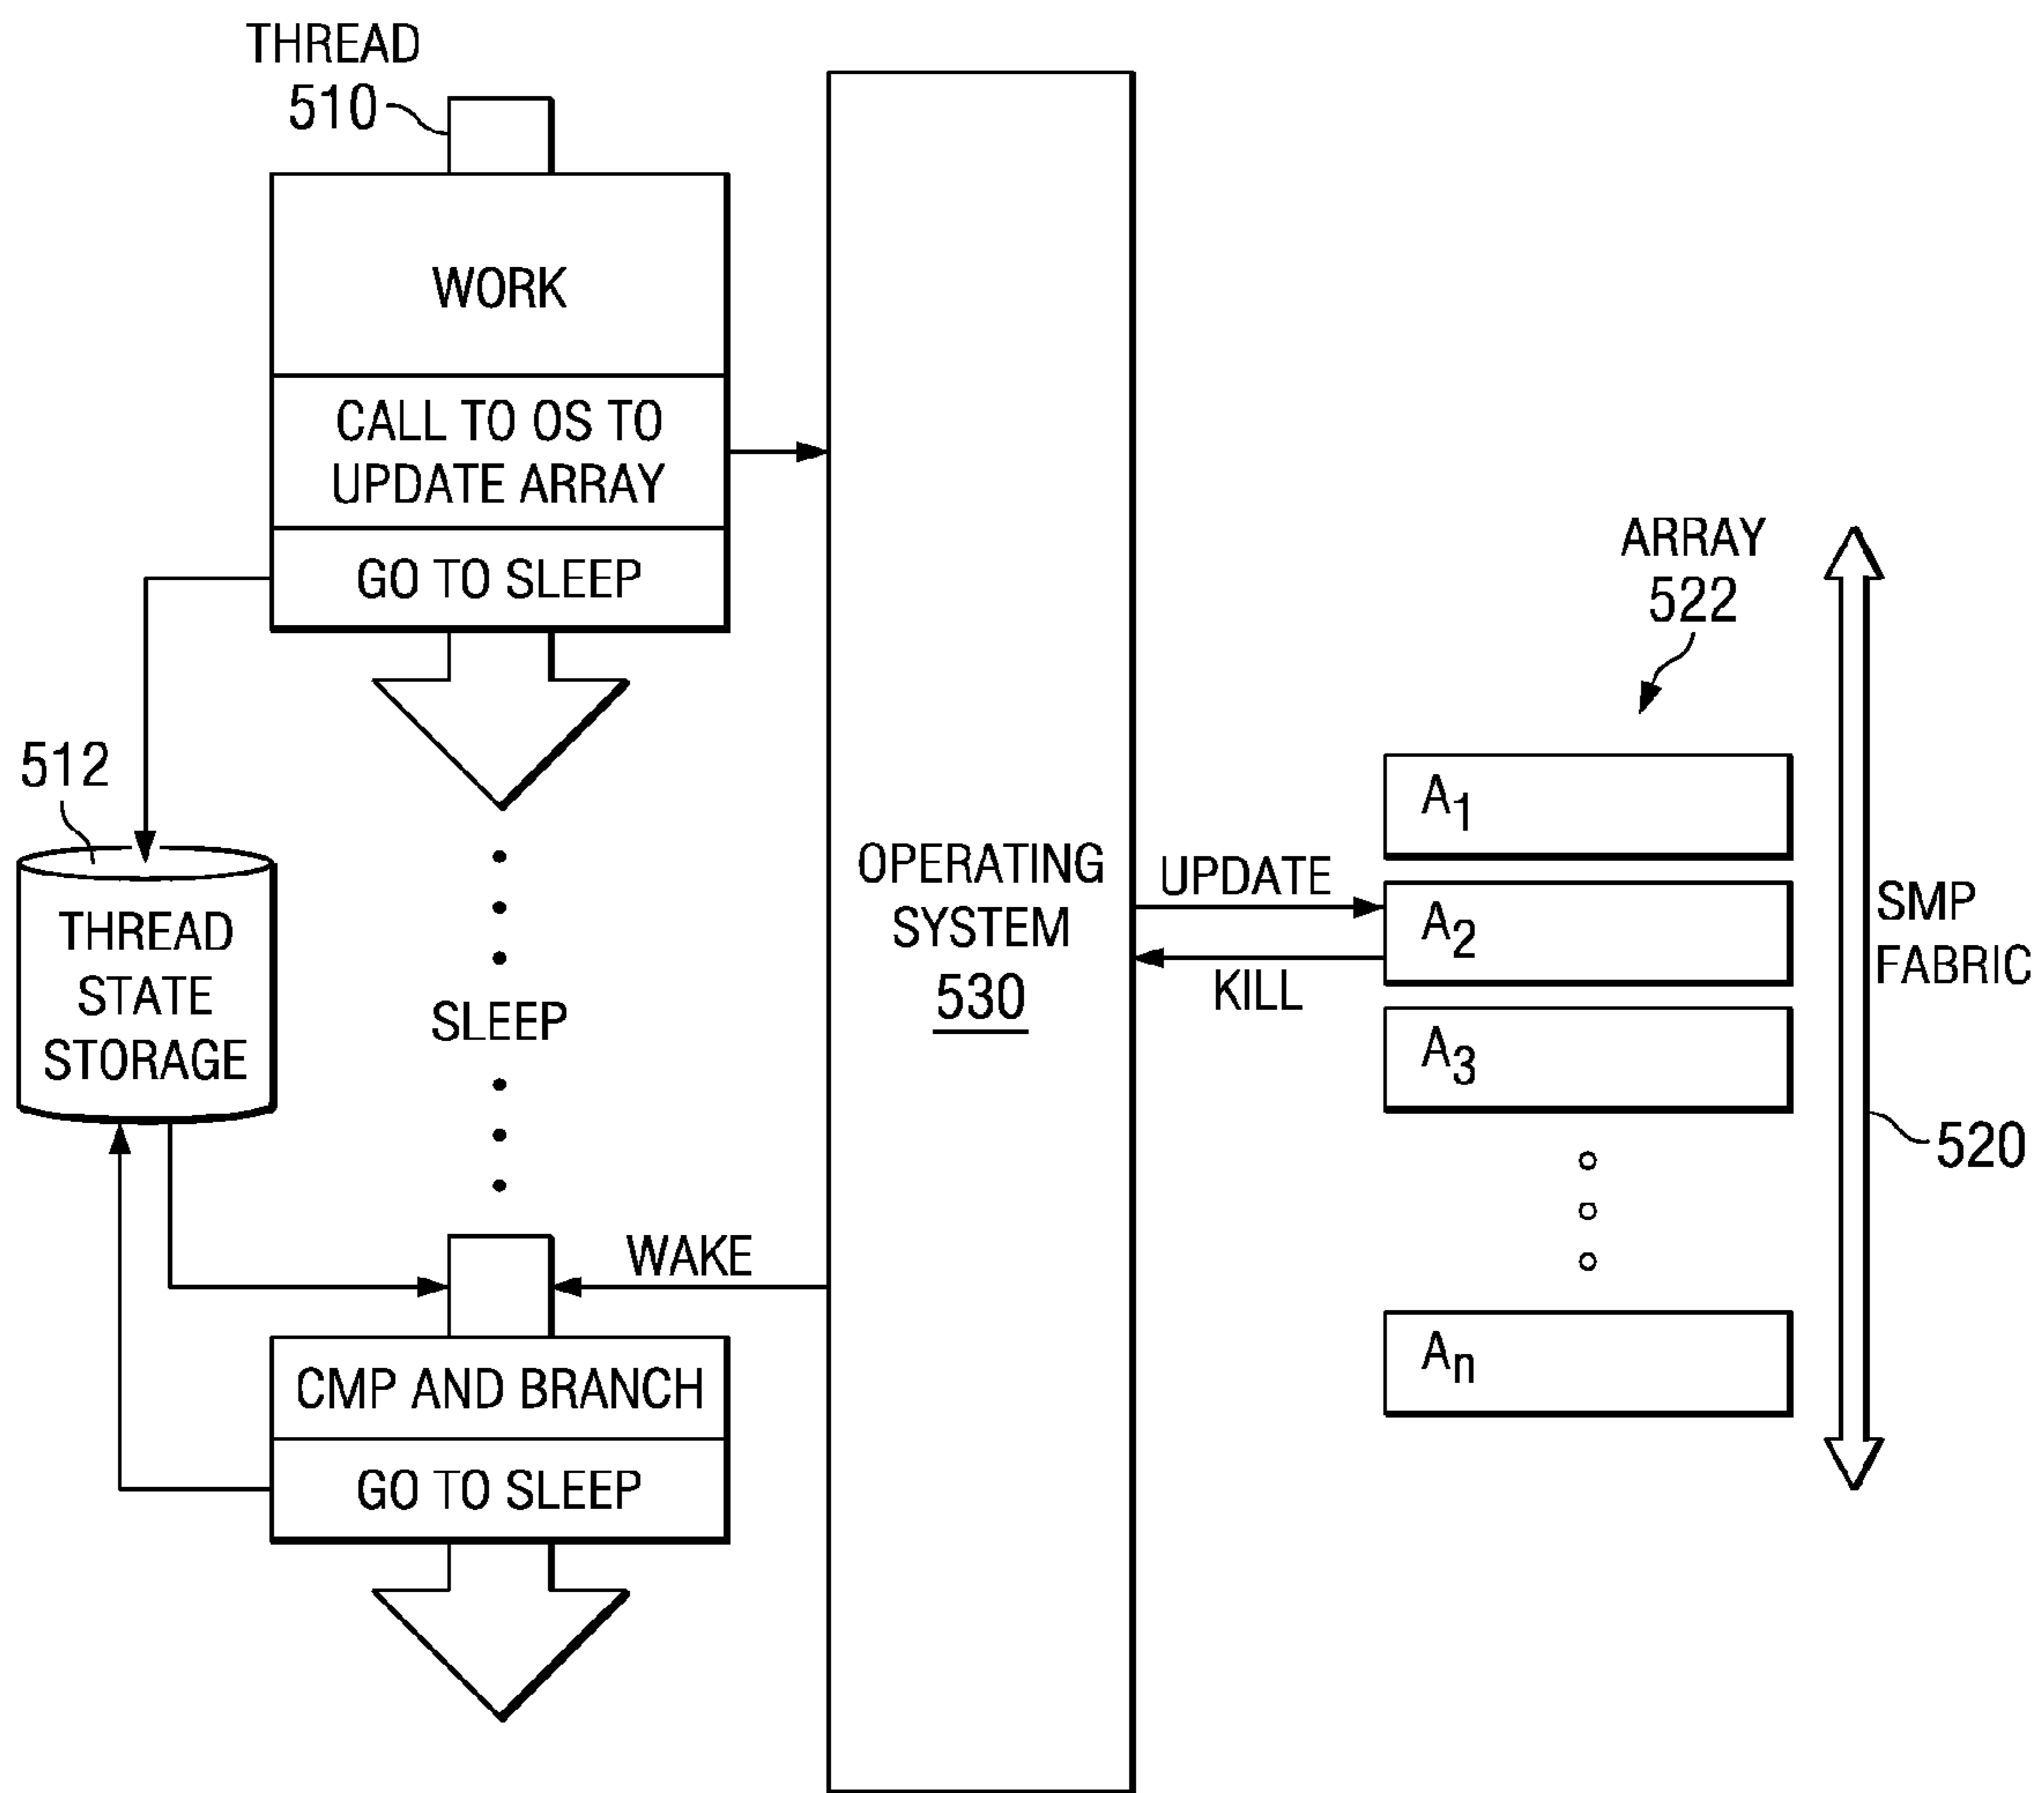 THREAD
510
WORK
CALL TO OS TO
UPDATE ARRAY
GO TO SLEEP
512
THREAD
STATE
STORAGE
SLEEP
WAKE
CMP AND BRANCH
GO TO SLEEP
OPERATING
SYSTEM
530
UPDATE
KILL
ARRAY
522
A1
A2
A3
An
SMP
FABRIC
520